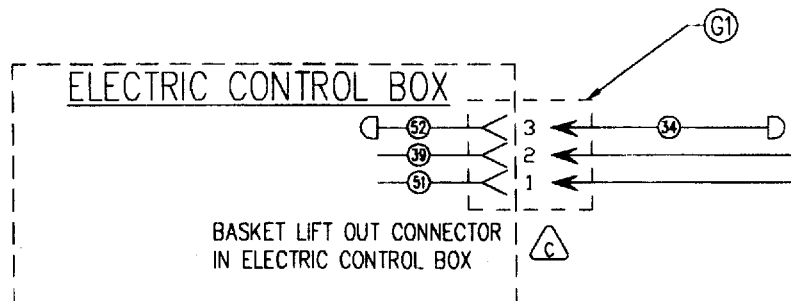 G1
ELECTRIC CONTROL BOX
52 3 34
39 2
51 1
BASKET LIFT OUT CONNECTOR
IN ELECTRIC CONTROL BOX
C